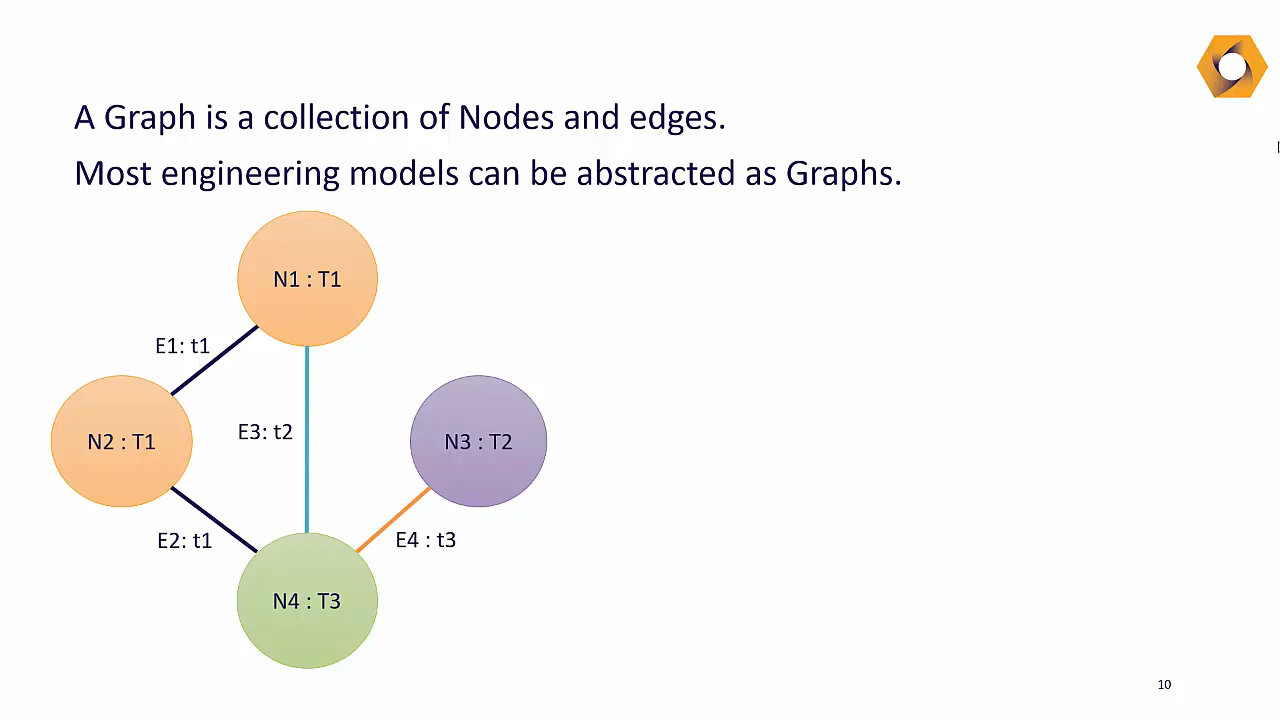 A Graph is a collection of Nodes and edges.
Most engineering models can be abstracted as Graphs.
N1 : T1
E1: t1
E3: t2
N2 : T1
N3 : T2
E2: t1
E4 : t3
N4 : T3
10